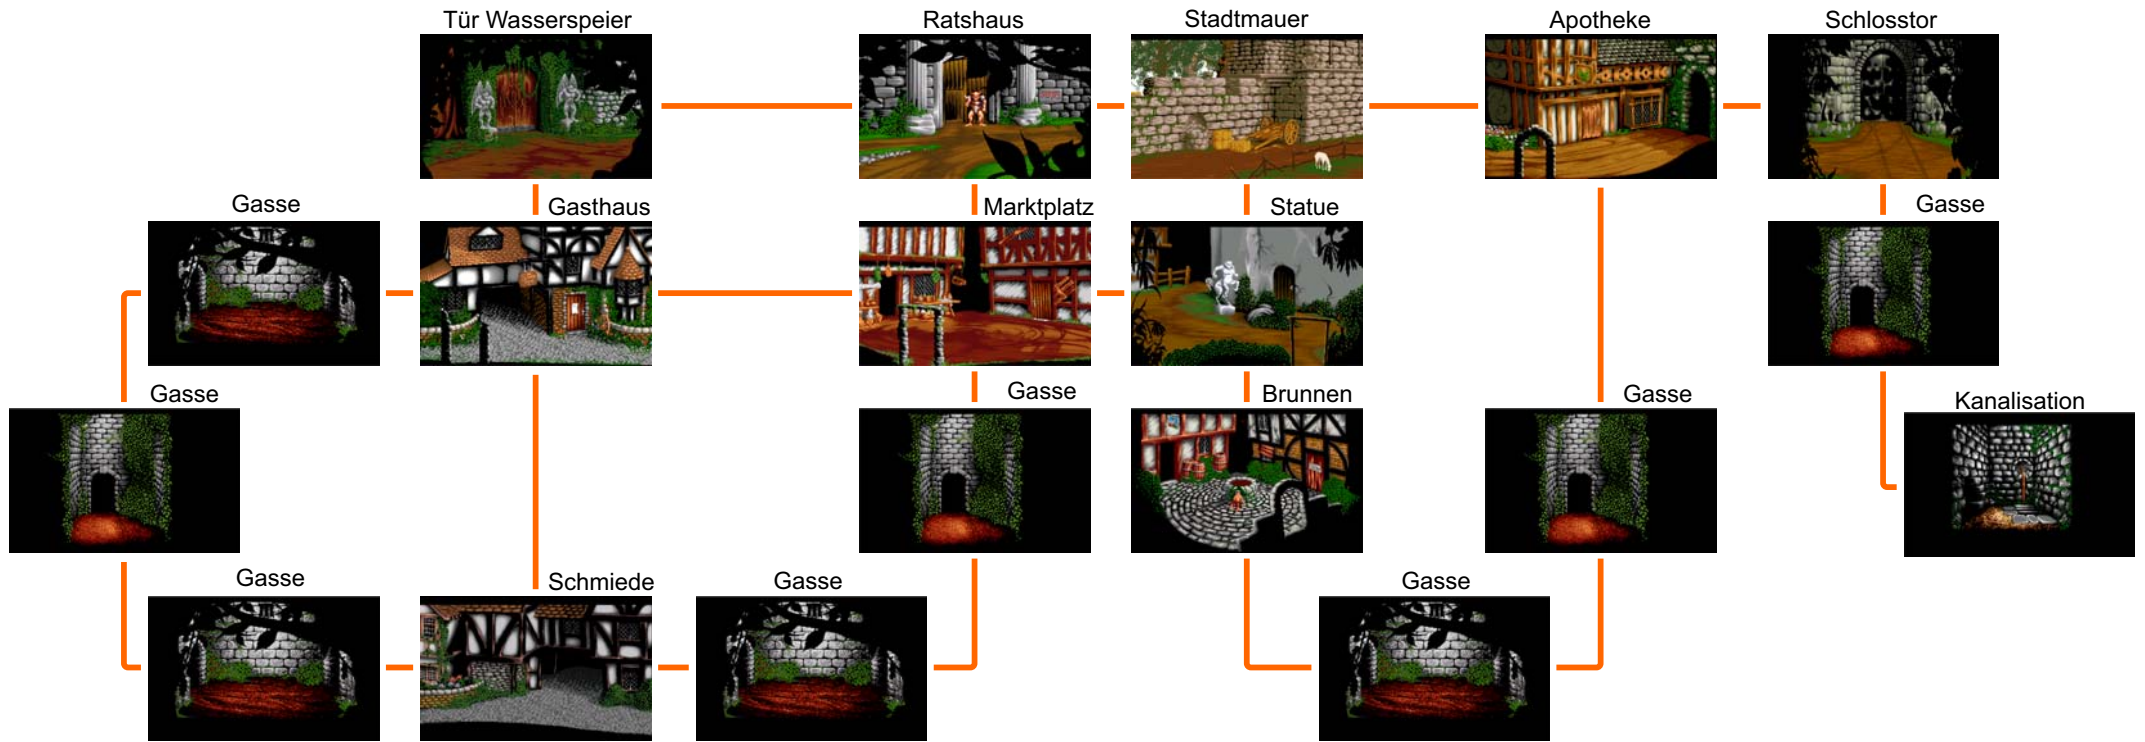 Tür Wasserspeier
Ratshaus
Stadtmauer
Apotheke
Schlosstor
Gasse
Gasthaus
Marktplatz
Statue
Gasse
Gasse
Gasse
Brunnen
Gasse
Kanalisation
Gasse
Schmiede
Gasse
Gasse